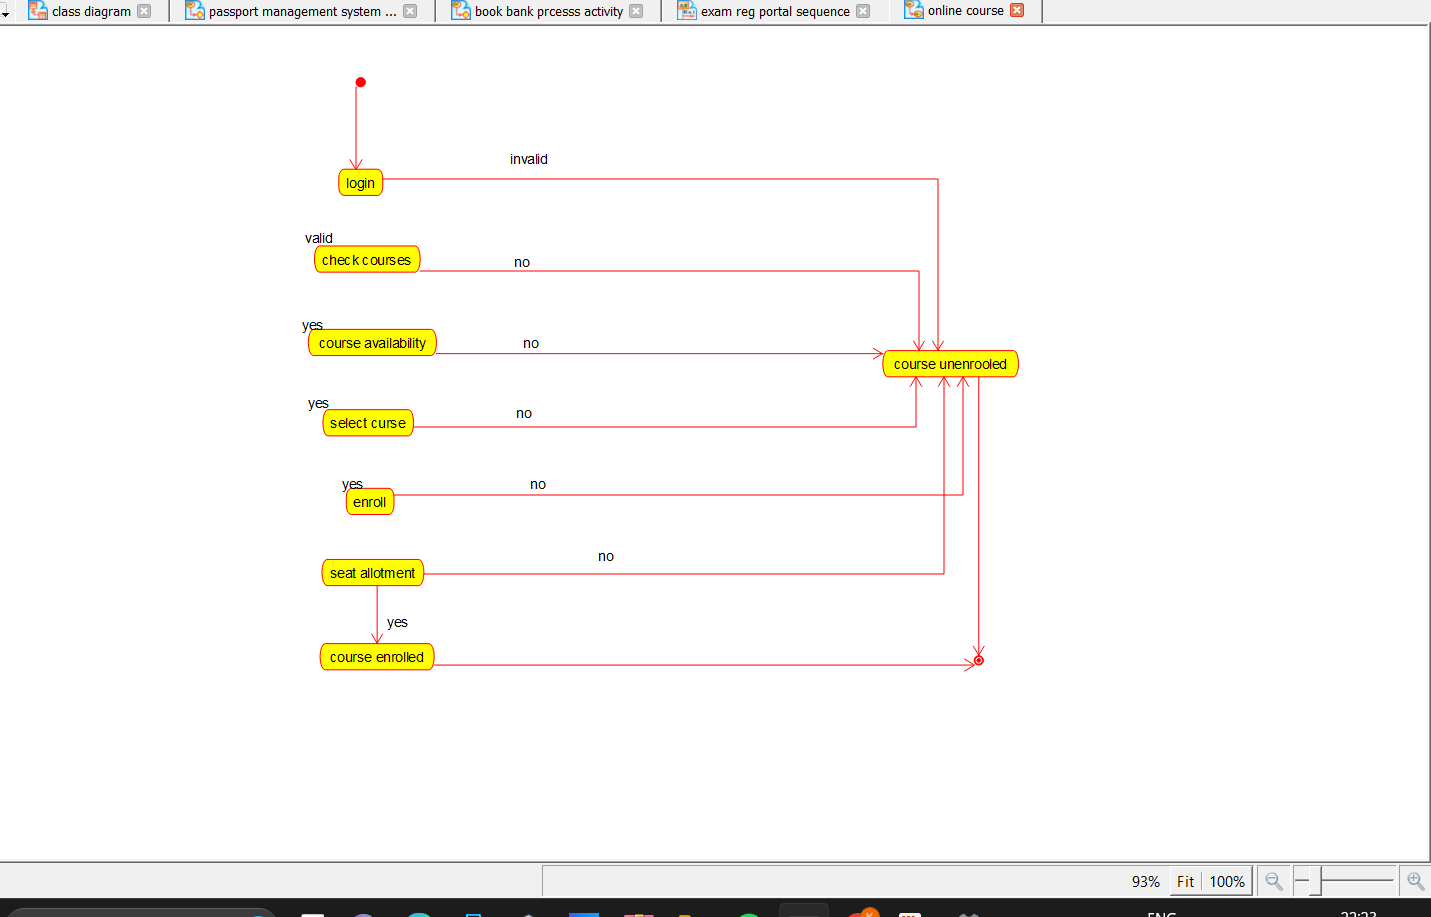 class diagram
passport management system ...
book bank prcesss activity
exam reg portal sequence
online course
invalid
login
valid
check courses
no
yes
course availability
no
course unenrooled
yes
select curse
no
yes
enroll
no
seat allotment
no
yes
course enrolled
93%
Fit
100%